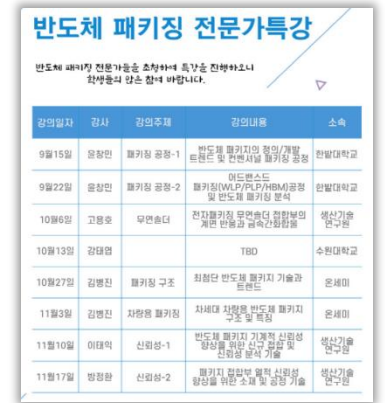 반도체 패키징 전문가특강
반도체 패키징 전문가들을 초청하여 특강을 진행하오니
학생들의 많은 참여 바랍니다.
강의일자 강사 강의주제 강의내용 소속
9월15일 윤창민 패키징 공정-1 반도체 패키지의 정의/개발
트렌드 및 컨벤셔널 패키징 공정 한밭대학교
9월22일 윤창민 패키징 공정-2 어드밴스드
패키징(WLP/PLP/HBM)공정
및 반도체 패키징 분석 한밭대학교
10월6일 고용호 무연솔더 전자패키징 무연솔더 접합부의
계면 반응과 금속간화합물 생산기술
연구원
10월13일 강태엽 TBD 수원대학교
10월27일 김병진 패키징 구조 최첨단 반도체 패키지 기술과
트렌드 온세미
11월3일 김병진 차량용 패키징 차세대 차량용 반도체 패키지
구조 및 특징 온세미
11월10일 이태익 신뢰성-1 반도체 패키지 기계적 신뢰성
향상을 위한 신규 접합 및
신뢰성 분석 기술 생산기술
연구원
11월17일 방정환 신뢰성-2 패키지 접합부 열적 신뢰성
향상을 위한 소재 및 공정 기술 생산기술
연구원